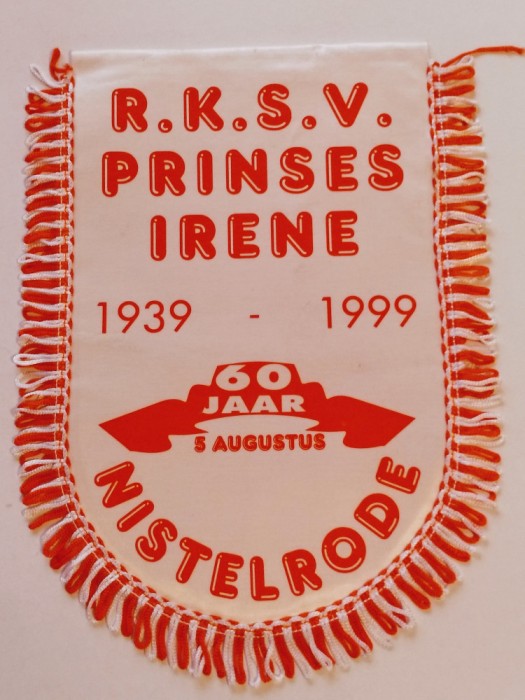 R.K.S.V.
PRINSES
IRENE
1939 - 1999
60
JAAR
5 AUGUSTUS
NISTELRODE